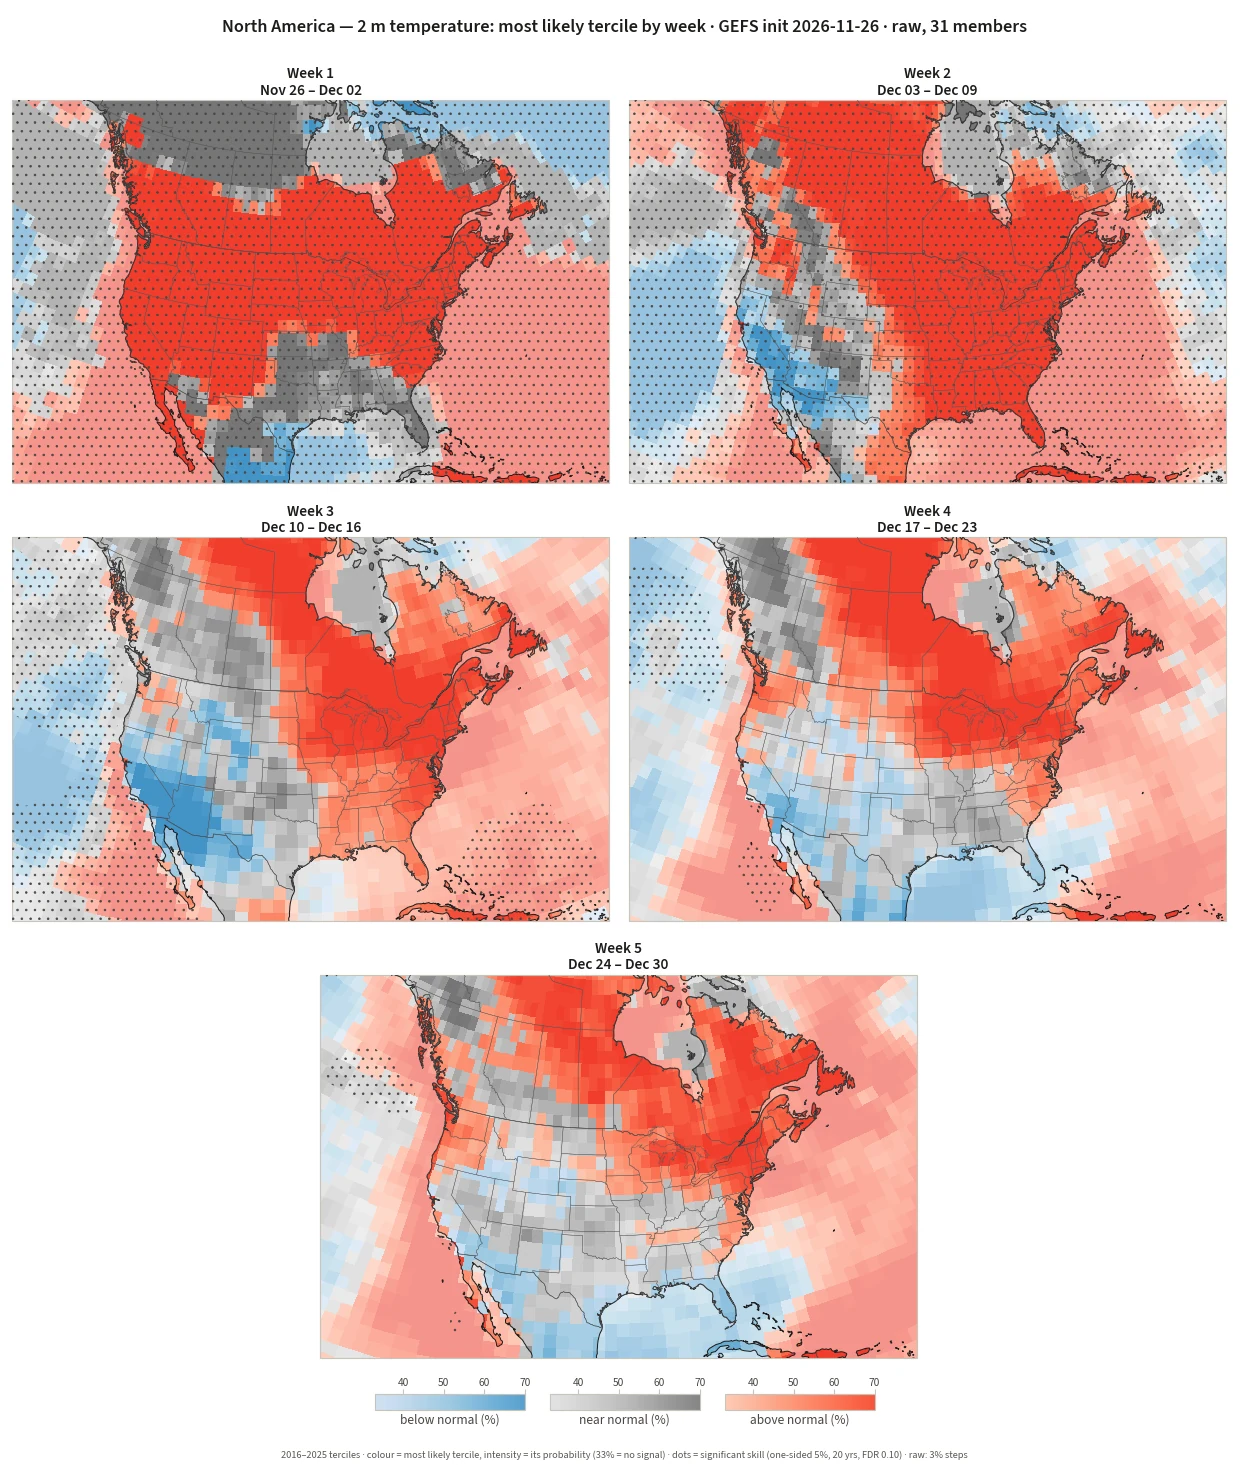 North America — 2 m temperature: most likely tercile by week · GEFS init 2026-11-26 · raw, 31 members
Week 1
Nov 26 – Dec 02
Week 2
Dec 03 – Dec 09
Week 3
Dec 10 – Dec 16
Week 4
Dec 17 – Dec 23
Week 5
Dec 24 – Dec 30
40 50 60 70 40 50 60 70 40 50 60 70
below normal (%) near normal (%) above normal (%)
2016–2025 terciles · colour = most likely tercile, intensity = its probability (33% = no signal) · dots = significant skill (one-sided 5%, 20 yrs, FDR 0.10) · raw: 3% steps